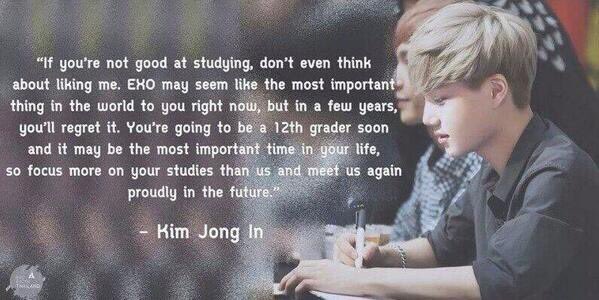 “If you’re not good at studying, don’t even think
about liking me. EXO may seem like the most important
thing in the world to you right now, but in a few years,
you’ll regret it. You’re going to be a 12th grader soon
and it may be the most important time in your life,
so focus more on your studies than us and meet us again
proudly in the future.”
– Kim Jong In
THAILAND